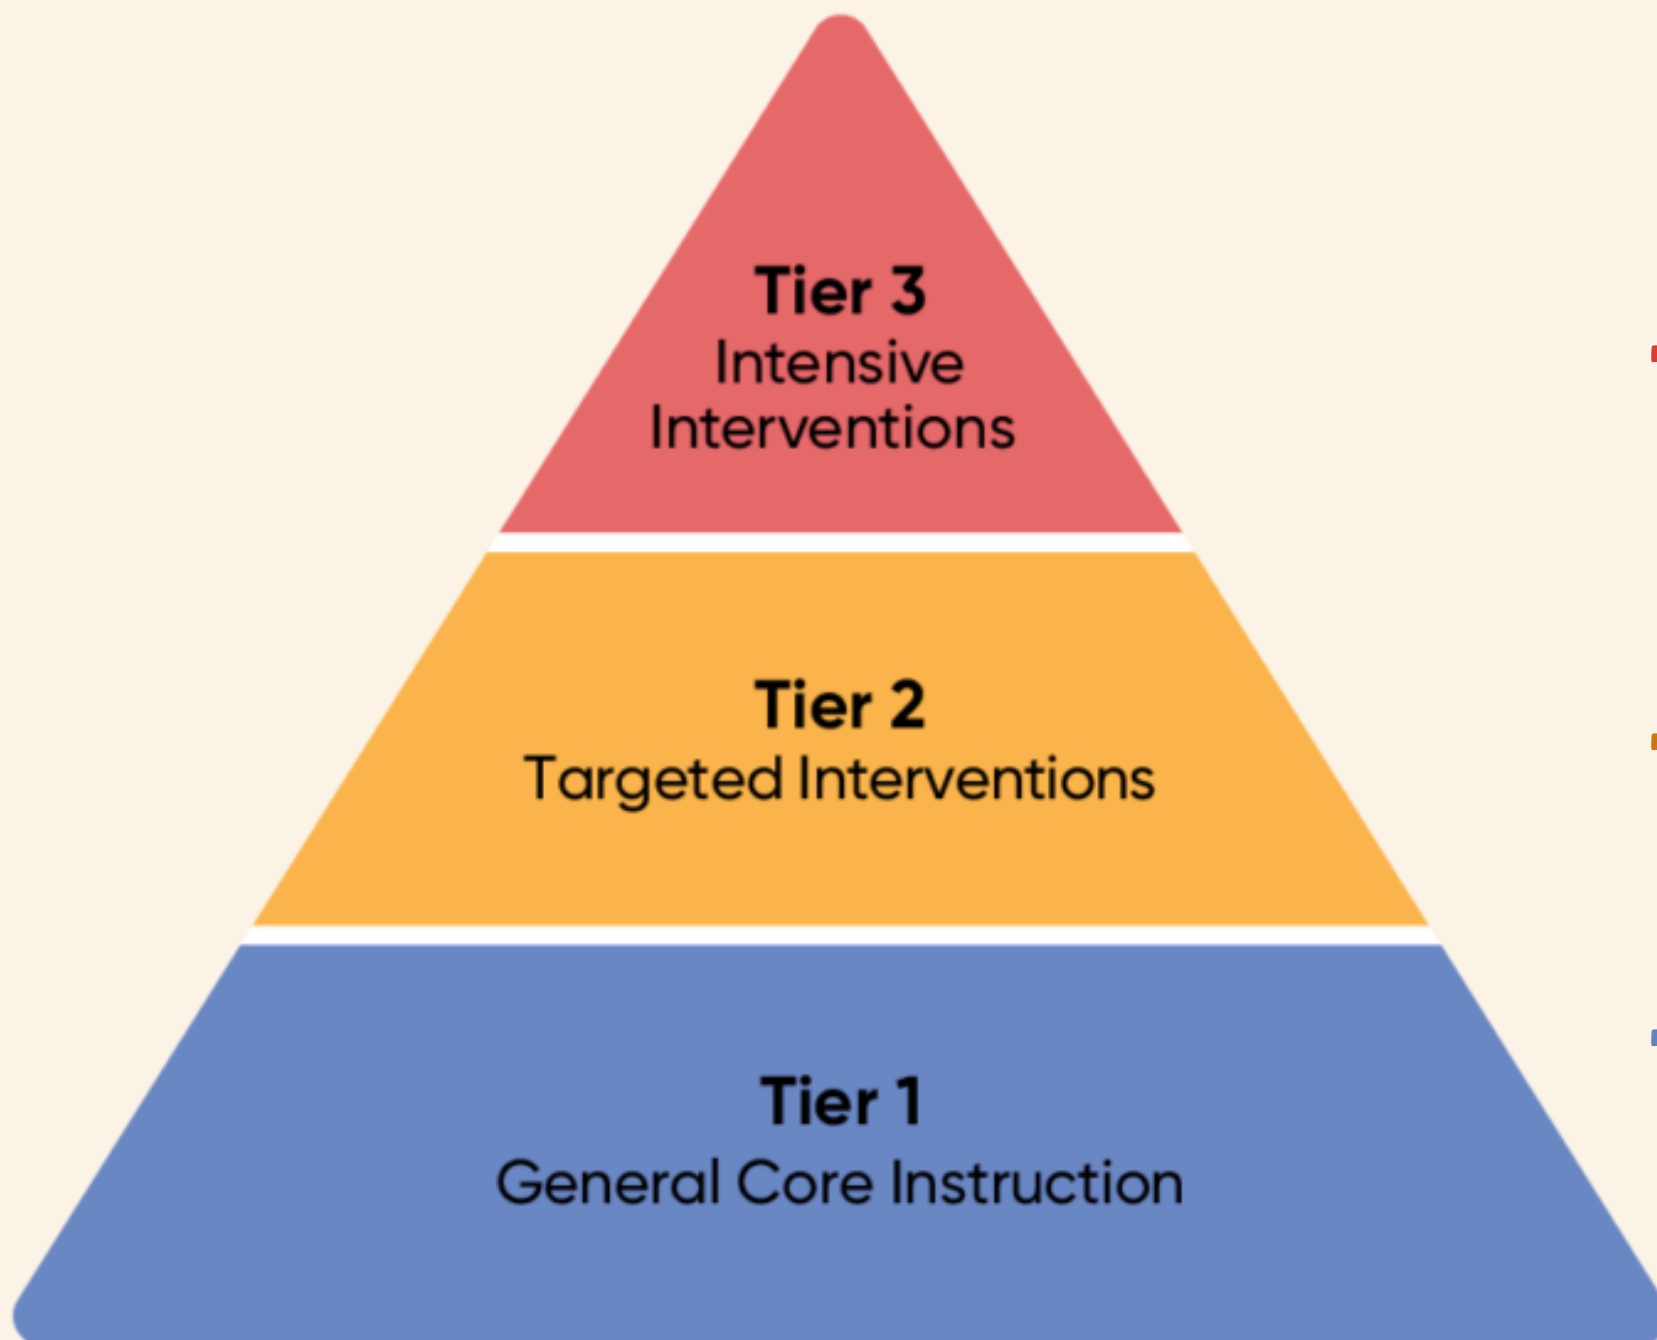 Tier 3
Intensive
Interventions
Tier 2
Targeted Interventions
Tier 1
General Core Instruction